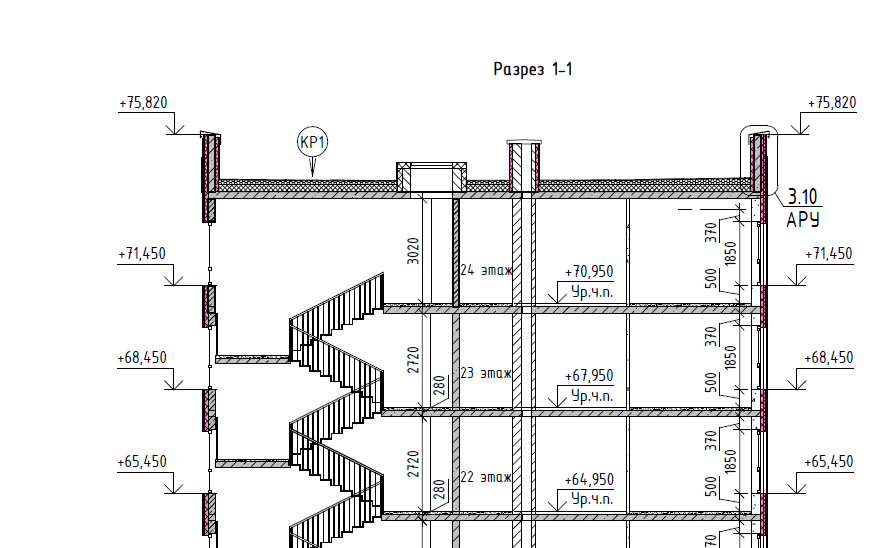 Разрез 1-1
+75,820
+75,820
КР1
3.10
АРУ
370
+71,450
3020
24 этаж
+70,950
Ур.ч.п.
1850
500
+71,450
370
+68,450
2720
280
23 этаж
+67,950
Ур.ч.п.
1850
500
+68,450
370
+65,450
2720
280
22 этаж
+64,950
Ур.ч.п.
1850
500
+65,450